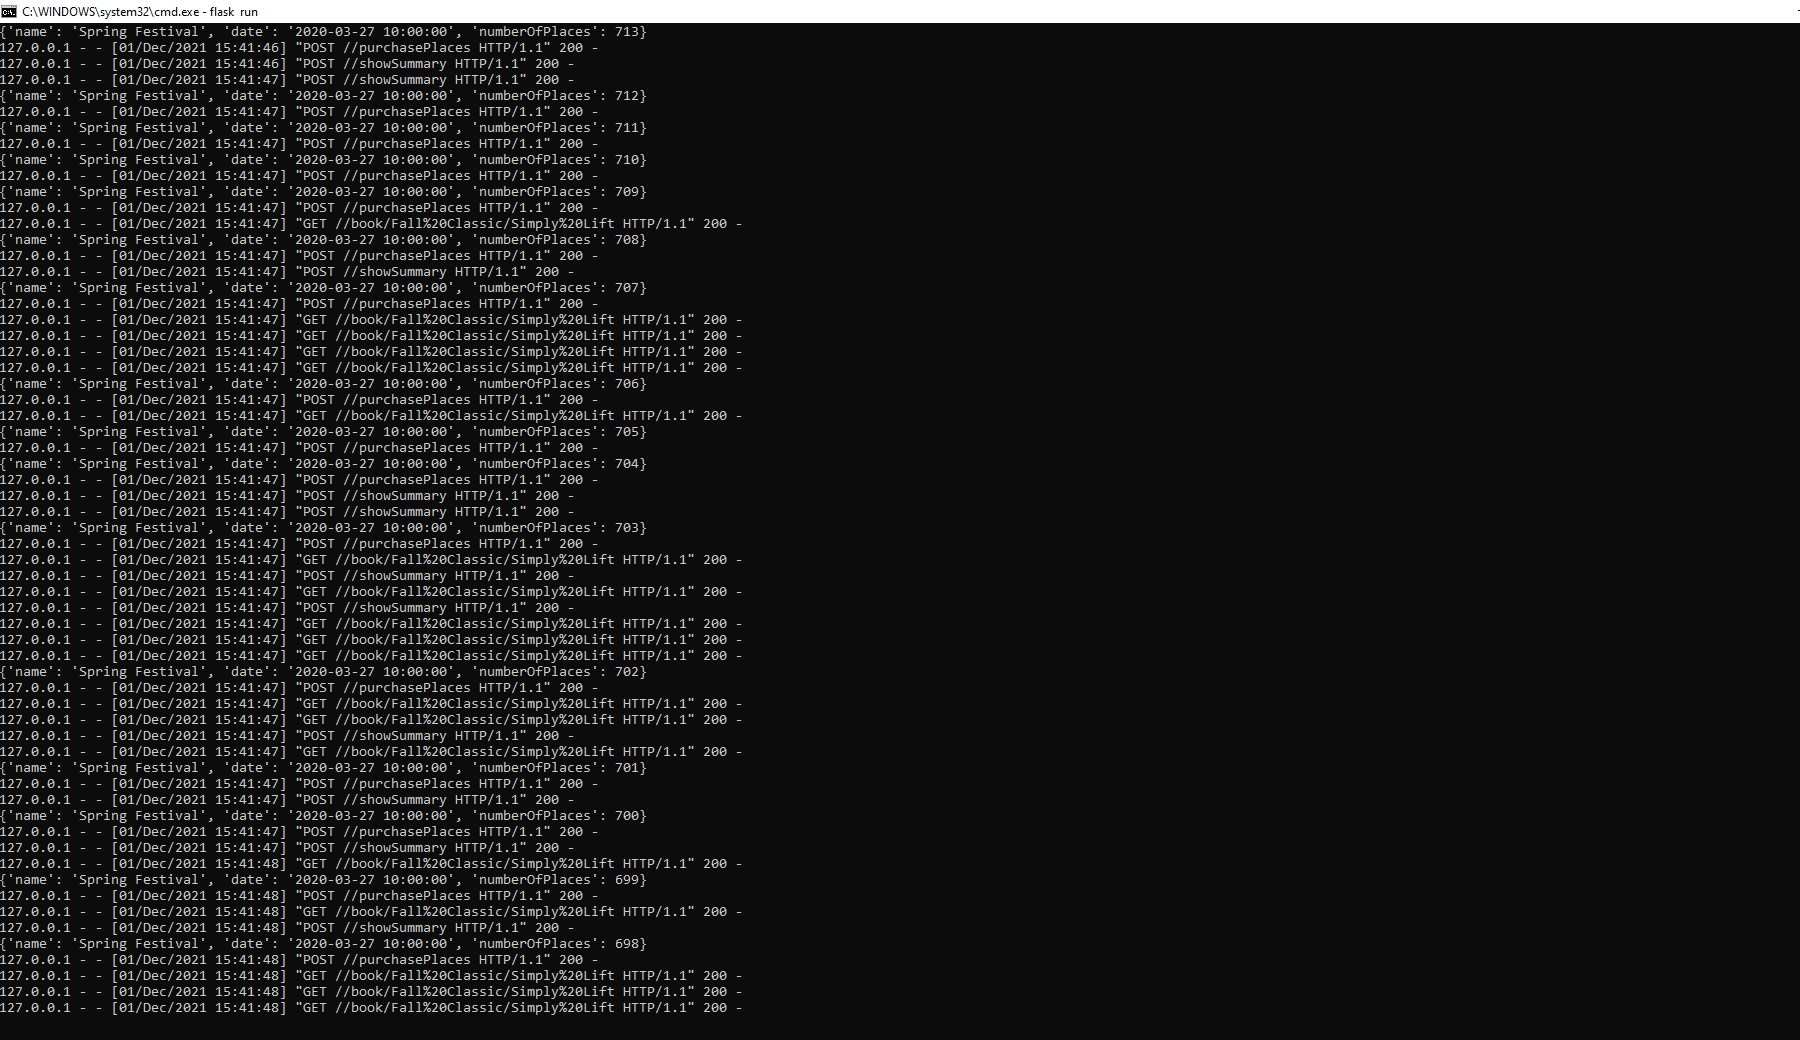 C:\WINDOWS\system32\cmd.exe - flask  run
{'name': 'Spring Festival', 'date': '2020-03-27 10:00:00', 'numberOfPlaces': 713}
127.0.0.1 - - [01/Dec/2021 15:41:46] "POST //purchasePlaces HTTP/1.1" 200 -
127.0.0.1 - - [01/Dec/2021 15:41:46] "POST //showSummary HTTP/1.1" 200 -
127.0.0.1 - - [01/Dec/2021 15:41:47] "POST //showSummary HTTP/1.1" 200 -
{'name': 'Spring Festival', 'date': '2020-03-27 10:00:00', 'numberOfPlaces': 712}
127.0.0.1 - - [01/Dec/2021 15:41:47] "POST //purchasePlaces HTTP/1.1" 200 -
{'name': 'Spring Festival', 'date': '2020-03-27 10:00:00', 'numberOfPlaces': 711}
127.0.0.1 - - [01/Dec/2021 15:41:47] "POST //purchasePlaces HTTP/1.1" 200 -
{'name': 'Spring Festival', 'date': '2020-03-27 10:00:00', 'numberOfPlaces': 710}
127.0.0.1 - - [01/Dec/2021 15:41:47] "POST //purchasePlaces HTTP/1.1" 200 -
{'name': 'Spring Festival', 'date': '2020-03-27 10:00:00', 'numberOfPlaces': 709}
127.0.0.1 - - [01/Dec/2021 15:41:47] "POST //purchasePlaces HTTP/1.1" 200 -
127.0.0.1 - - [01/Dec/2021 15:41:47] "GET //book/Fall%20Classic/Simply%20Lift HTTP/1.1" 200 -
{'name': 'Spring Festival', 'date': '2020-03-27 10:00:00', 'numberOfPlaces': 708}
127.0.0.1 - - [01/Dec/2021 15:41:47] "POST //purchasePlaces HTTP/1.1" 200 -
127.0.0.1 - - [01/Dec/2021 15:41:47] "POST //showSummary HTTP/1.1" 200 -
{'name': 'Spring Festival', 'date': '2020-03-27 10:00:00', 'numberOfPlaces': 707}
127.0.0.1 - - [01/Dec/2021 15:41:47] "POST //purchasePlaces HTTP/1.1" 200 -
127.0.0.1 - - [01/Dec/2021 15:41:47] "GET //book/Fall%20Classic/Simply%20Lift HTTP/1.1" 200 -
127.0.0.1 - - [01/Dec/2021 15:41:47] "GET //book/Fall%20Classic/Simply%20Lift HTTP/1.1" 200 -
127.0.0.1 - - [01/Dec/2021 15:41:47] "GET //book/Fall%20Classic/Simply%20Lift HTTP/1.1" 200 -
127.0.0.1 - - [01/Dec/2021 15:41:47] "GET //book/Fall%20Classic/Simply%20Lift HTTP/1.1" 200 -
{'name': 'Spring Festival', 'date': '2020-03-27 10:00:00', 'numberOfPlaces': 706}
127.0.0.1 - - [01/Dec/2021 15:41:47] "POST //purchasePlaces HTTP/1.1" 200 -
127.0.0.1 - - [01/Dec/2021 15:41:47] "GET //book/Fall%20Classic/Simply%20Lift HTTP/1.1" 200 -
{'name': 'Spring Festival', 'date': '2020-03-27 10:00:00', 'numberOfPlaces': 705}
127.0.0.1 - - [01/Dec/2021 15:41:47] "POST //purchasePlaces HTTP/1.1" 200 -
{'name': 'Spring Festival', 'date': '2020-03-27 10:00:00', 'numberOfPlaces': 704}
127.0.0.1 - - [01/Dec/2021 15:41:47] "POST //purchasePlaces HTTP/1.1" 200 -
127.0.0.1 - - [01/Dec/2021 15:41:47] "POST //showSummary HTTP/1.1" 200 -
127.0.0.1 - - [01/Dec/2021 15:41:47] "POST //showSummary HTTP/1.1" 200 -
{'name': 'Spring Festival', 'date': '2020-03-27 10:00:00', 'numberOfPlaces': 703}
127.0.0.1 - - [01/Dec/2021 15:41:47] "POST //purchasePlaces HTTP/1.1" 200 -
127.0.0.1 - - [01/Dec/2021 15:41:47] "GET //book/Fall%20Classic/Simply%20Lift HTTP/1.1" 200 -
127.0.0.1 - - [01/Dec/2021 15:41:47] "POST //showSummary HTTP/1.1" 200 -
127.0.0.1 - - [01/Dec/2021 15:41:47] "GET //book/Fall%20Classic/Simply%20Lift HTTP/1.1" 200 -
127.0.0.1 - - [01/Dec/2021 15:41:47] "POST //showSummary HTTP/1.1" 200 -
127.0.0.1 - - [01/Dec/2021 15:41:47] "GET //book/Fall%20Classic/Simply%20Lift HTTP/1.1" 200 -
127.0.0.1 - - [01/Dec/2021 15:41:47] "GET //book/Fall%20Classic/Simply%20Lift HTTP/1.1" 200 -
127.0.0.1 - - [01/Dec/2021 15:41:47] "GET //book/Fall%20Classic/Simply%20Lift HTTP/1.1" 200 -
{'name': 'Spring Festival', 'date': '2020-03-27 10:00:00', 'numberOfPlaces': 702}
127.0.0.1 - - [01/Dec/2021 15:41:47] "POST //purchasePlaces HTTP/1.1" 200 -
127.0.0.1 - - [01/Dec/2021 15:41:47] "GET //book/Fall%20Classic/Simply%20Lift HTTP/1.1" 200 -
127.0.0.1 - - [01/Dec/2021 15:41:47] "GET //book/Fall%20Classic/Simply%20Lift HTTP/1.1" 200 -
127.0.0.1 - - [01/Dec/2021 15:41:47] "POST //showSummary HTTP/1.1" 200 -
127.0.0.1 - - [01/Dec/2021 15:41:47] "GET //book/Fall%20Classic/Simply%20Lift HTTP/1.1" 200 -
{'name': 'Spring Festival', 'date': '2020-03-27 10:00:00', 'numberOfPlaces': 701}
127.0.0.1 - - [01/Dec/2021 15:41:47] "POST //purchasePlaces HTTP/1.1" 200 -
127.0.0.1 - - [01/Dec/2021 15:41:47] "POST //showSummary HTTP/1.1" 200 -
{'name': 'Spring Festival', 'date': '2020-03-27 10:00:00', 'numberOfPlaces': 700}
127.0.0.1 - - [01/Dec/2021 15:41:47] "POST //purchasePlaces HTTP/1.1" 200 -
127.0.0.1 - - [01/Dec/2021 15:41:47] "POST //showSummary HTTP/1.1" 200 -
127.0.0.1 - - [01/Dec/2021 15:41:48] "GET //book/Fall%20Classic/Simply%20Lift HTTP/1.1" 200 -
{'name': 'Spring Festival', 'date': '2020-03-27 10:00:00', 'numberOfPlaces': 699}
127.0.0.1 - - [01/Dec/2021 15:41:48] "POST //purchasePlaces HTTP/1.1" 200 -
127.0.0.1 - - [01/Dec/2021 15:41:48] "GET //book/Fall%20Classic/Simply%20Lift HTTP/1.1" 200 -
127.0.0.1 - - [01/Dec/2021 15:41:48] "POST //showSummary HTTP/1.1" 200 -
{'name': 'Spring Festival', 'date': '2020-03-27 10:00:00', 'numberOfPlaces': 698}
127.0.0.1 - - [01/Dec/2021 15:41:48] "POST //purchasePlaces HTTP/1.1" 200 -
127.0.0.1 - - [01/Dec/2021 15:41:48] "GET //book/Fall%20Classic/Simply%20Lift HTTP/1.1" 200 -
127.0.0.1 - - [01/Dec/2021 15:41:48] "GET //book/Fall%20Classic/Simply%20Lift HTTP/1.1" 200 -
127.0.0.1 - - [01/Dec/2021 15:41:48] "GET //book/Fall%20Classic/Simply%20Lift HTTP/1.1" 200 -